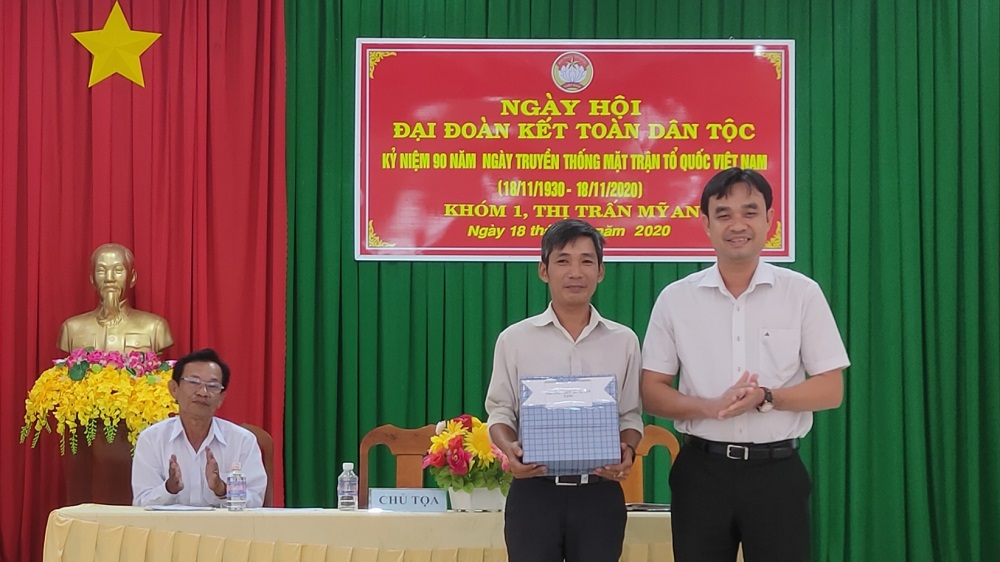 NGÀY HỘI
ĐẠI ĐOÀN KẾT TOÀN DÂN TỘC
KỶ NIỆM 90 NĂM NGÀY TRUYỀN THỐNG MẶT TRẬN TỔ QUỐC VIỆT NAM
(18/11/1930 - 18/11/2020)
KHÓM 1, THỊ TRẤN MỸ AN
Ngày 18 năm 2020
CHỦ TỌA